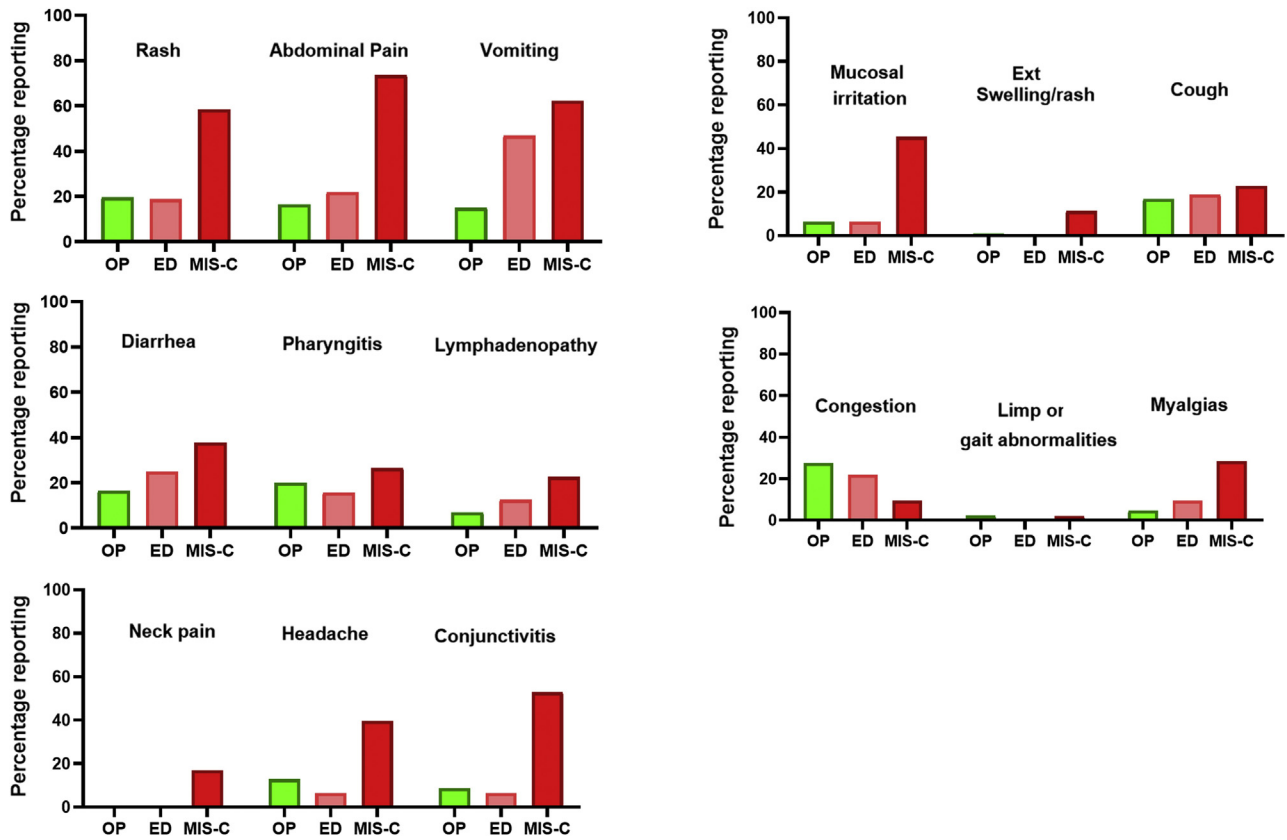 Percentage reporting
100
80
60
40
20
0
Rash
Abdominal Pain
Vomiting
OP ED MIS-C OP ED MIS-C OP ED MIS-C
Percentage reporting
100
80
60
40
20
0
Mucosal
irritation
Ext
Swelling/rash
Cough
OP ED MIS-C OP ED MIS-C OP ED MIS-C
Percentage reporting
100
80
60
40
20
0
Diarrhea
Pharyngitis
Lymphadenopathy
OP ED MIS-C OP ED MIS-C OP ED MIS-C
Percentage reporting
100
80
60
40
20
0
Congestion
Limp or
gait abnormalities
Myalgias
OP ED MIS-C OP ED MIS-C OP ED MIS-C
Percentage reporting
100
80
60
40
20
0
Neck pain
Headache
Conjunctivitis
OP ED MIS-C OP ED MIS-C OP ED MIS-C